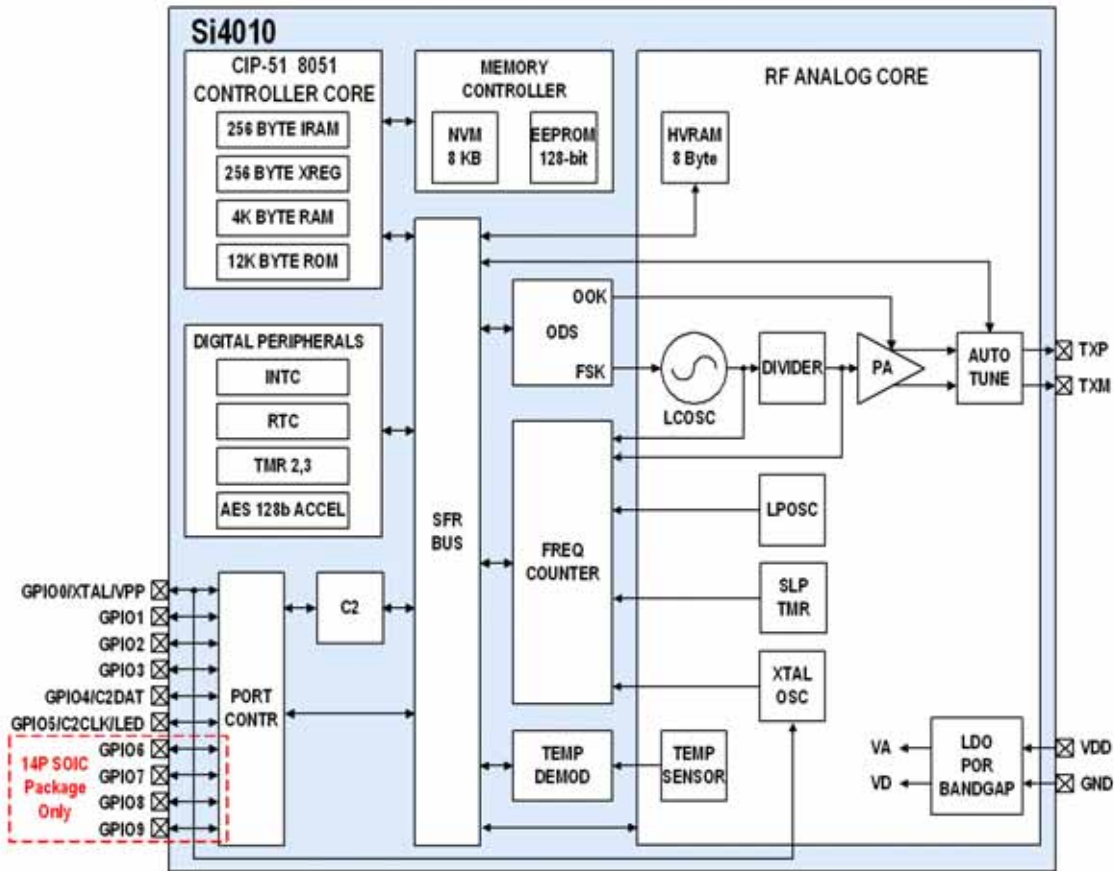 Si4010
CIP-51 8051
CONTROLLER CORE
256 BYTE IRAM
256 BYTE XREG
4K BYTE RAM
12K BYTE ROM
MEMORY
CONTROLLER
NVM
8 KB
EEPROM
128-bit
RF ANALOG CORE
HVRAM
8 Byte
DIGITAL PERIPHERALS
INTC
RTC
TMR 2,3
AES 128b ACCEL
SFR
BUS
OOK
ODS
FSK
LCOSC
DIVIDER
PA
AUTO
TUNE
TXP
TXM
FREQ
COUNTER
LPOSC
SLP
TMR
XTAL
OSC
GPIO0/XTAL/VPP
GPIO1
GPIO2
GPIO3
GPIO4/C2DAT
GPIO5/C2CLK/LED
GPIO6
GPIO7
GPIO8
GPIO9
14P SOIC
Package
Only
PORT
CONTR
C2
TEMP
DEMOD
TEMP
SENSOR
VA
VD
LDO
POR
BANDGAP
VDD
GND